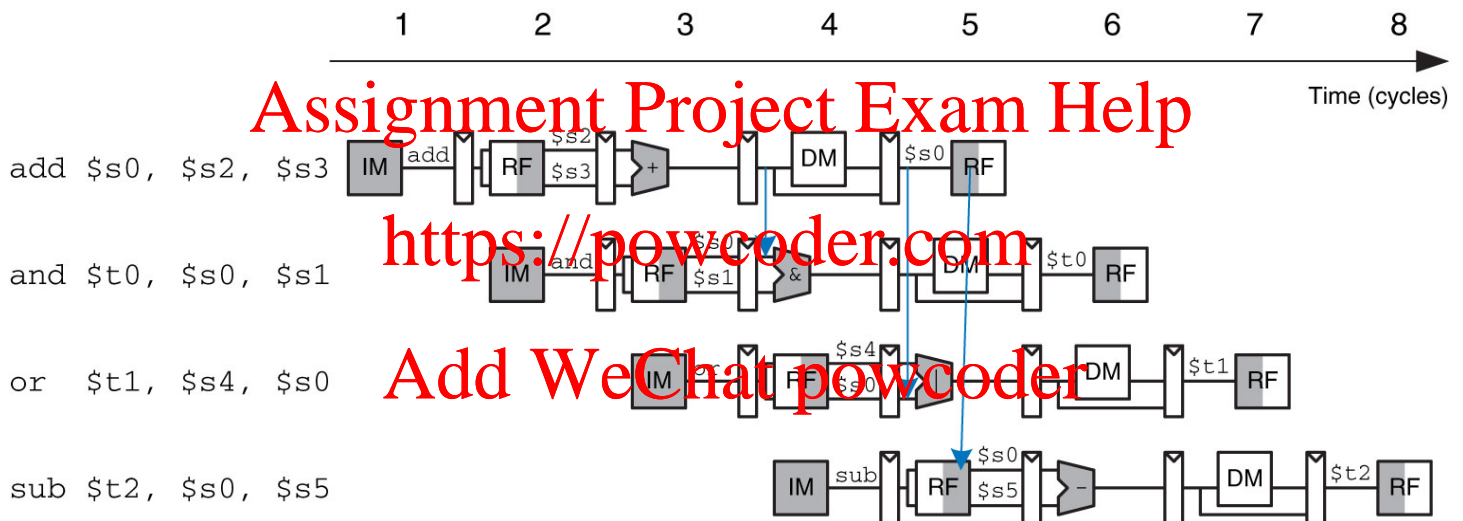 1 2 3 4 5 6 7 8
Time (cycles)
Assignment Project Exam Help
add $s0, $s2, $s3 IM add RF $s2 $s3 + DM $s0 RF
https://powcoder.com
and $t0, $s0, $s1 IM and RF $s0 $s1 & DM $t0 RF
Add WeChat powcoder
or $t1, $s4, $s0 IM or RF $s4 $s0 | DM $t1 RF
sub $t2, $s0, $s5 IM sub RF $s0 $s5 - DM $t2 RF